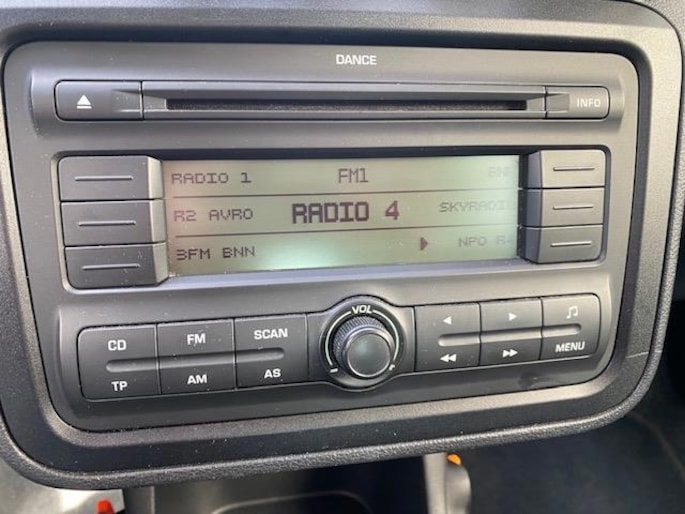 DANCE
INFO
RADIO 1 FM1
R2 AVRO RADIO 4
3FM BNN NPO
VOL
CD FM SCAN
TP AM AS
MENU